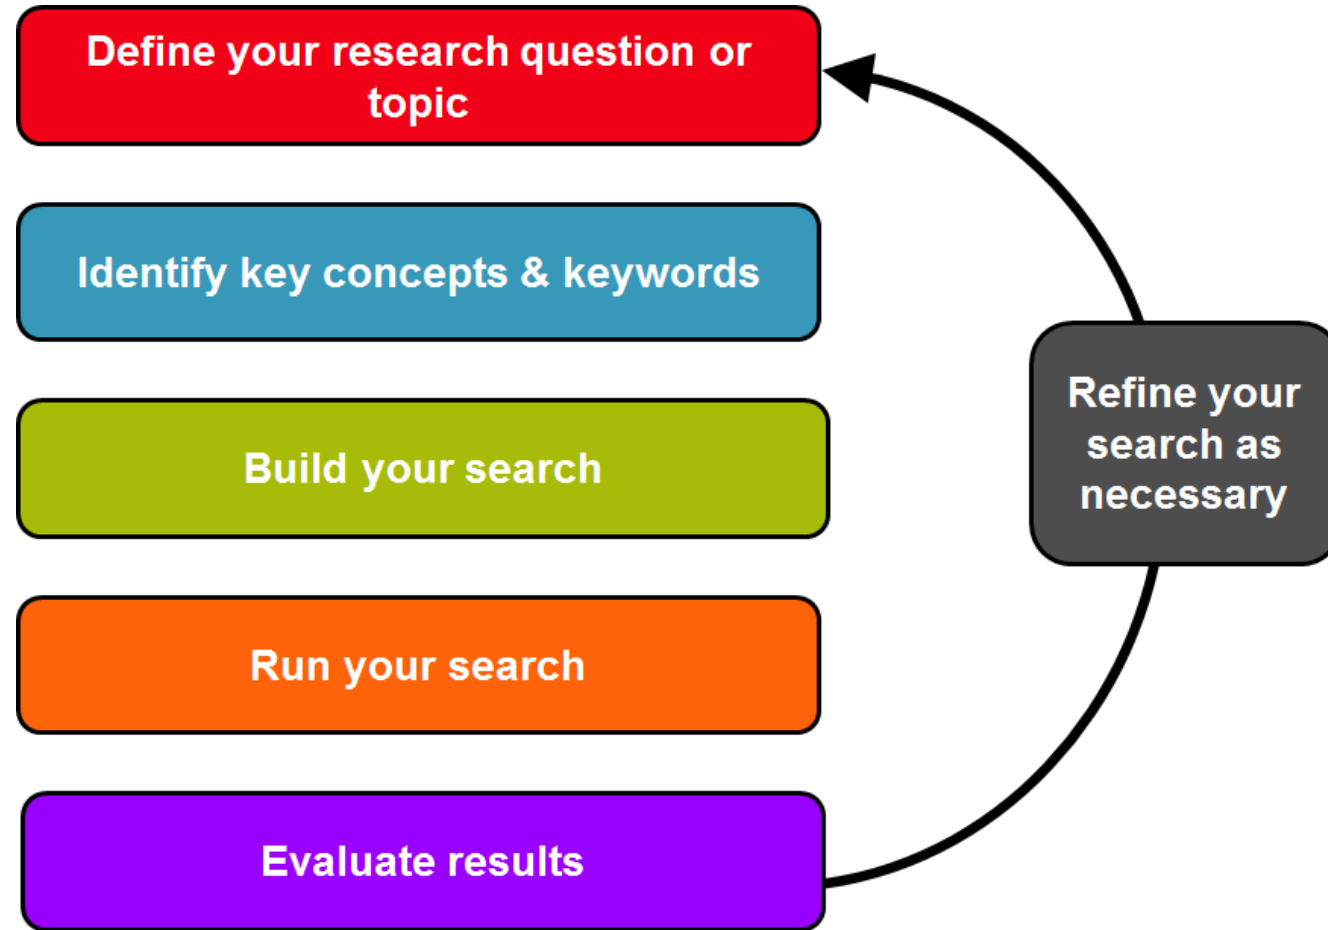 Define your research question or
topic
Identify key concepts & keywords
Build your search
Run your search
Evaluate results
Refine your
search as
necessary